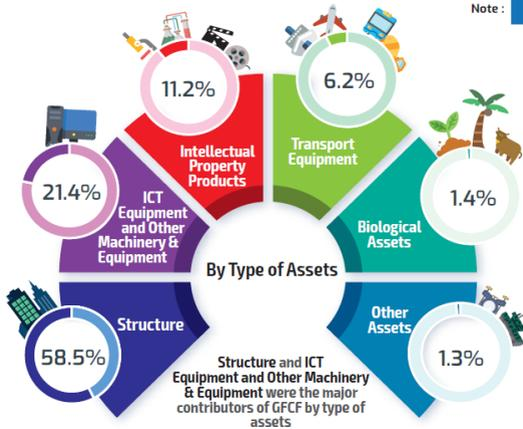 Note :
11.2%
6.2%
Intellectual
Property
Products
Transport
Equipment
21.4%
ICT
Equipment
and Other
Machinery &
Equipment
1.4%
Biological
Assets
By Type of Assets
58.5%
Structure
Other
Assets
1.3%
Structure and ICT
Equipment and Other Machinery
& Equipment were the major
contributors of GFCF by type of
assets